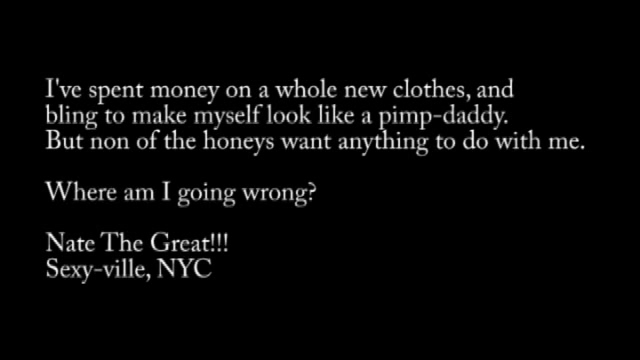 I've spent money on a whole new clothes, and
bling to make myself look like a pimp-daddy.
But non of the honeys want anything to do with me.
Where am I going wrong?
Nate The Great!!!
Sexy-ville, NYC